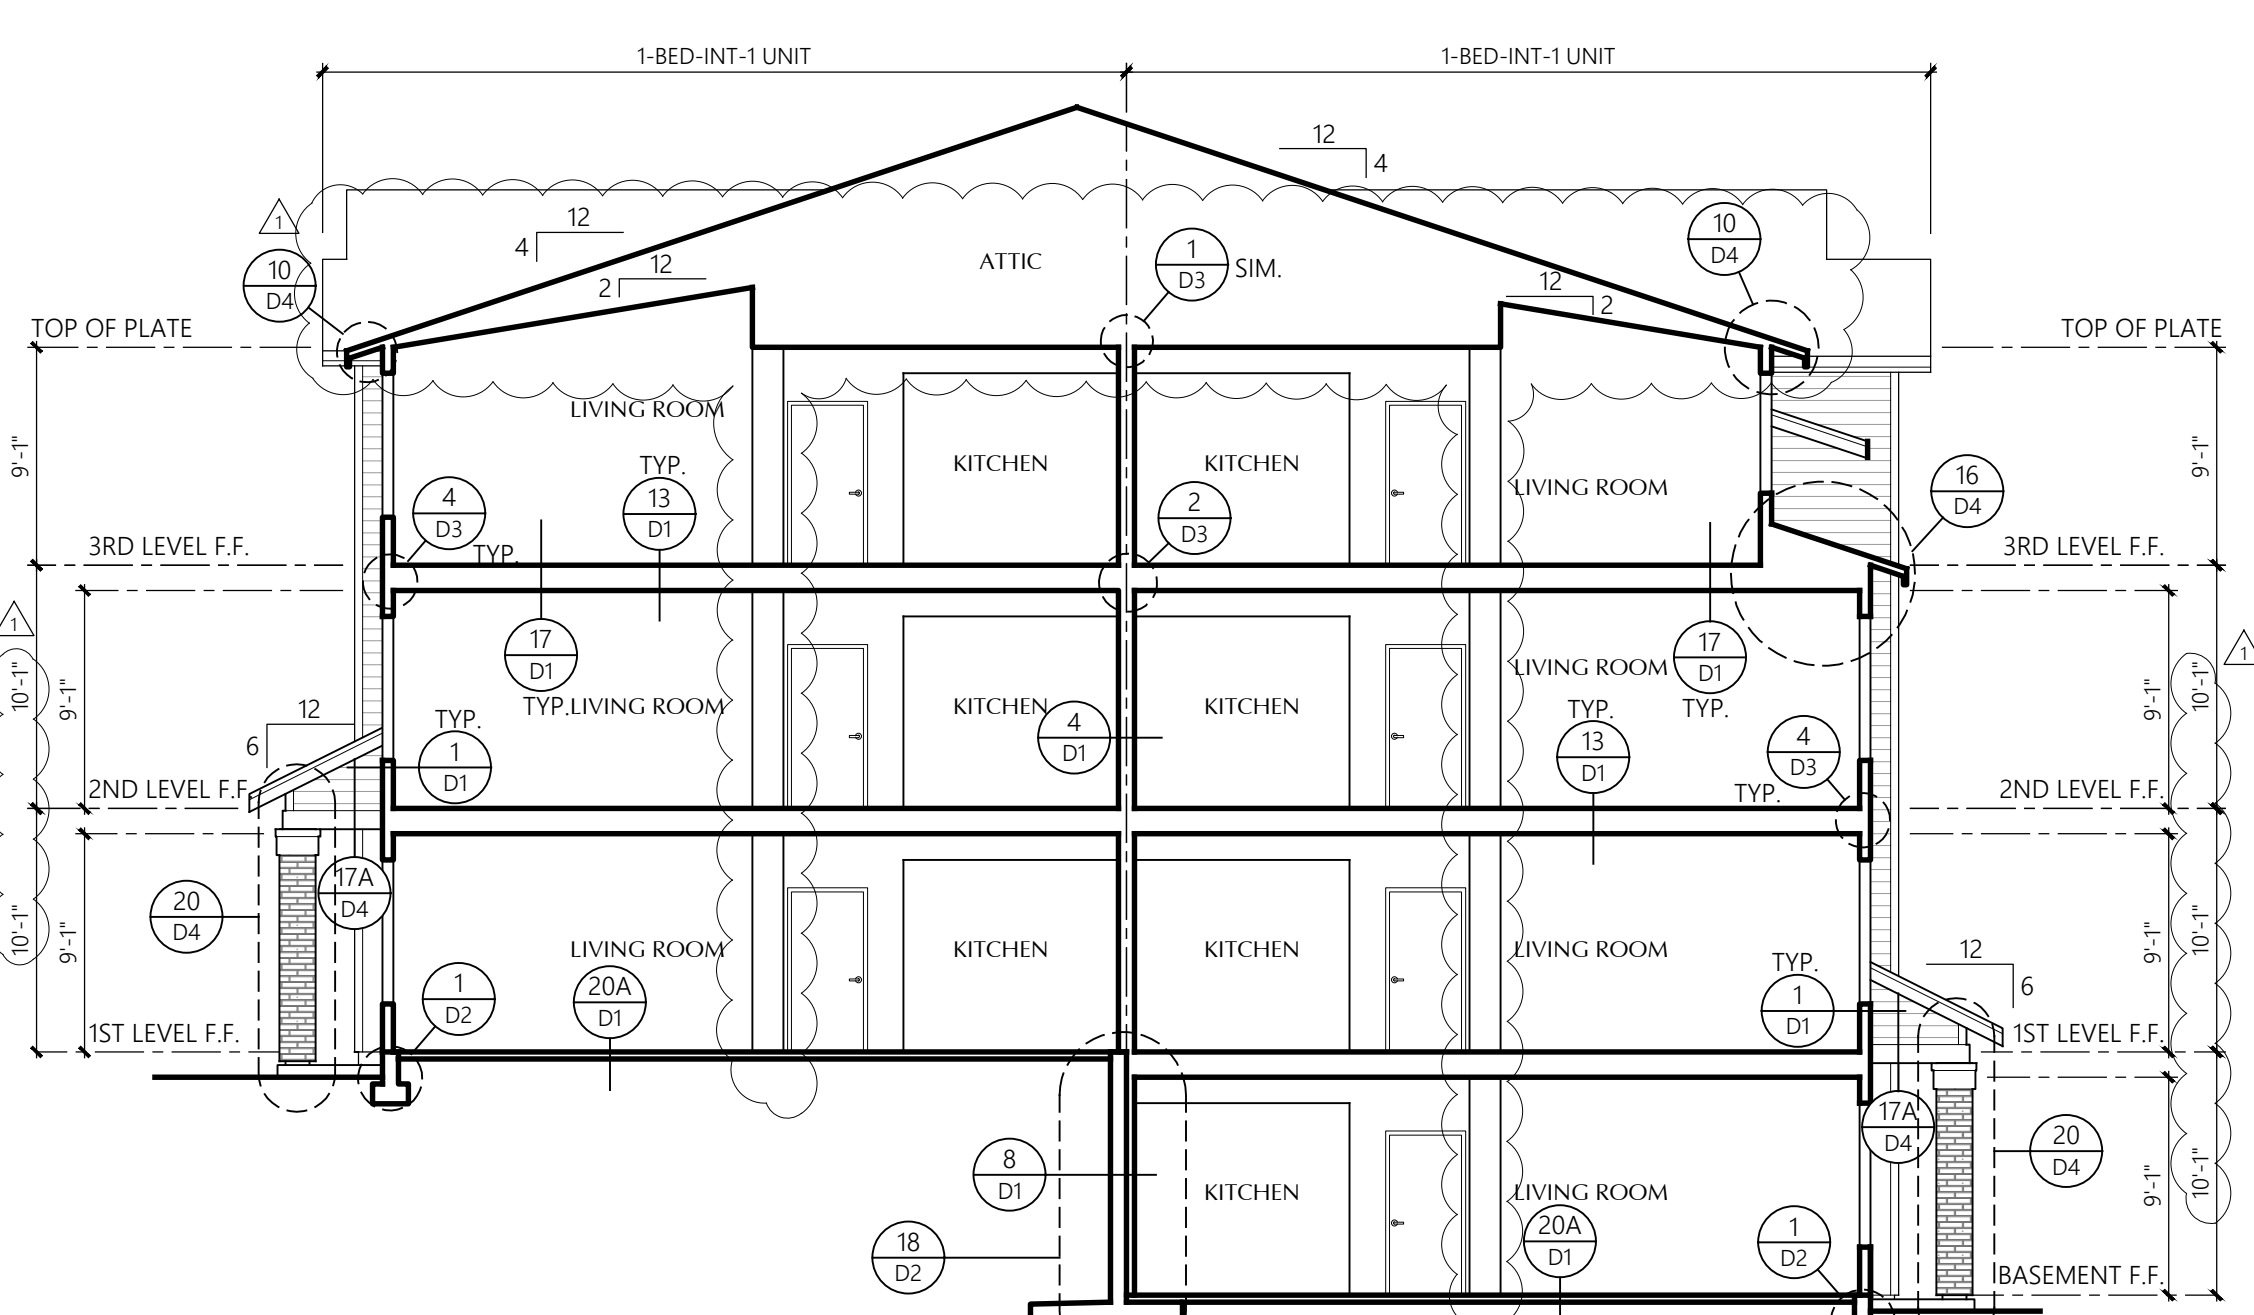 1-BED-INT-1 UNIT
1-BED-INT-1 UNIT
12
4
1
12
4
10
D4
12
2
ATTIC
1
D3
SIM.
10
D4
12
2
TOP OF PLATE
TOP OF PLATE
LIVING ROOM
9'-1"
KITCHEN
KITCHEN
LIVING ROOM
9'-1"
TYP.
13
D1
4
D3
TYP.
2
D3
16
D4
3RD LEVEL F.F.
3RD LEVEL F.F.
1
1
17
D1
TYP.
LIVING ROOM
KITCHEN
KITCHEN
LIVING ROOM
17
D1
TYP.
10'-1"
9'-1"
9'-1"
10'-1"
12
6
TYP.
1
D1
4
D1
TYP.
13
D1
4
D3
TYP.
2ND LEVEL F.F.
2ND LEVEL F.F.
17A
D4
20
D4
10'-1"
9'-1"
LIVING ROOM
KITCHEN
KITCHEN
LIVING ROOM
9'-1"
10'-1"
12
6
TYP.
1
D1
1
D2
20A
D1
1ST LEVEL F.F.
1ST LEVEL F.F.
17A
D4
20
D4
8
D1
KITCHEN
LIVING ROOM
9'-1"
10'-1"
18
D2
20A
D1
1
D2
BASEMENT F.F.